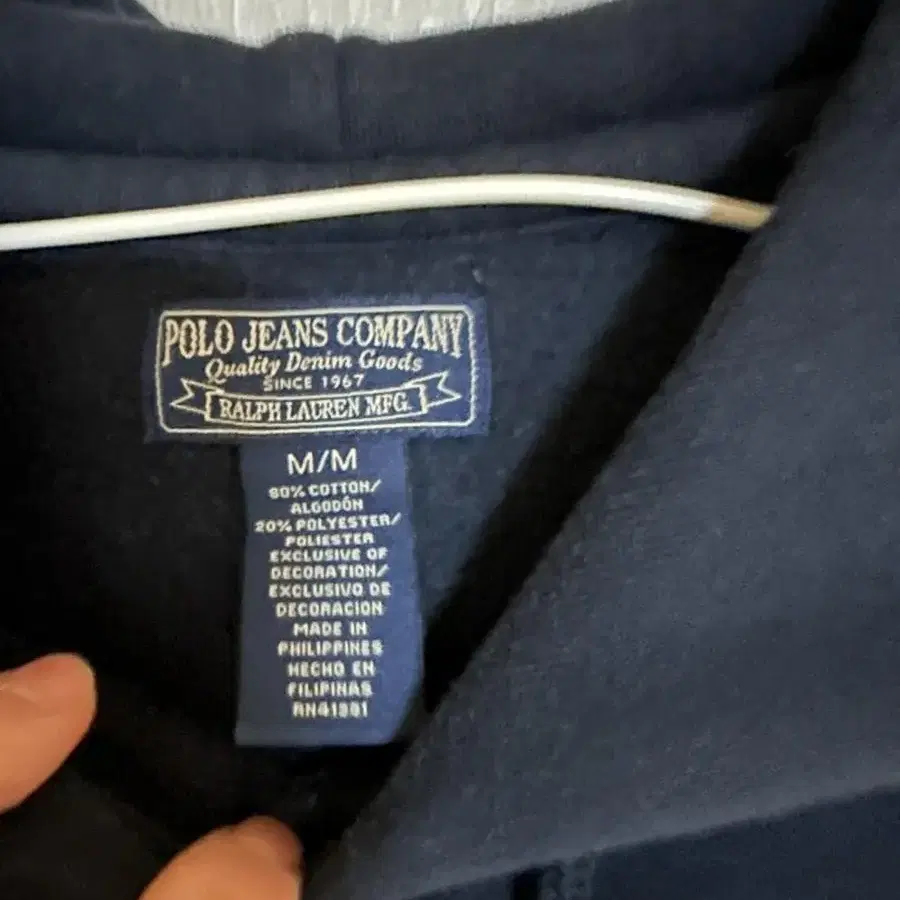 POLO JEANS COMPANY
Quality Denim Goods
SINCE 1967
RALPH LAUREN MFG.
M/M
80% COTTON/
ALGODÓN
20% POLYESTER/
POLIESTER
EXCLUSIVE OF
DECORATION/
EXCLUSIVO DE
DECORACION
MADE IN
PHILIPPINES
HECHO EN
FILIPINAS
RN41381